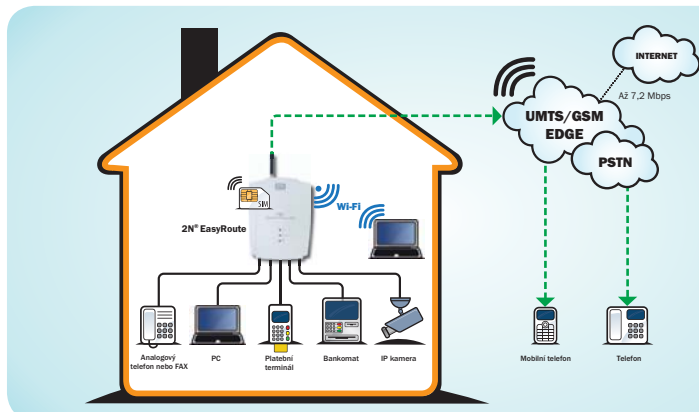 INTERNET
Až 7,2 Mbps
UMTS/GSM
EDGE
PSTN
SIM
Wi-Fi
2N® EasyRoute
Analogový
telefon nebo FAX
PC
Platební
terminál
Bankomat
IP kamera
Mobilní telefon
Telefon